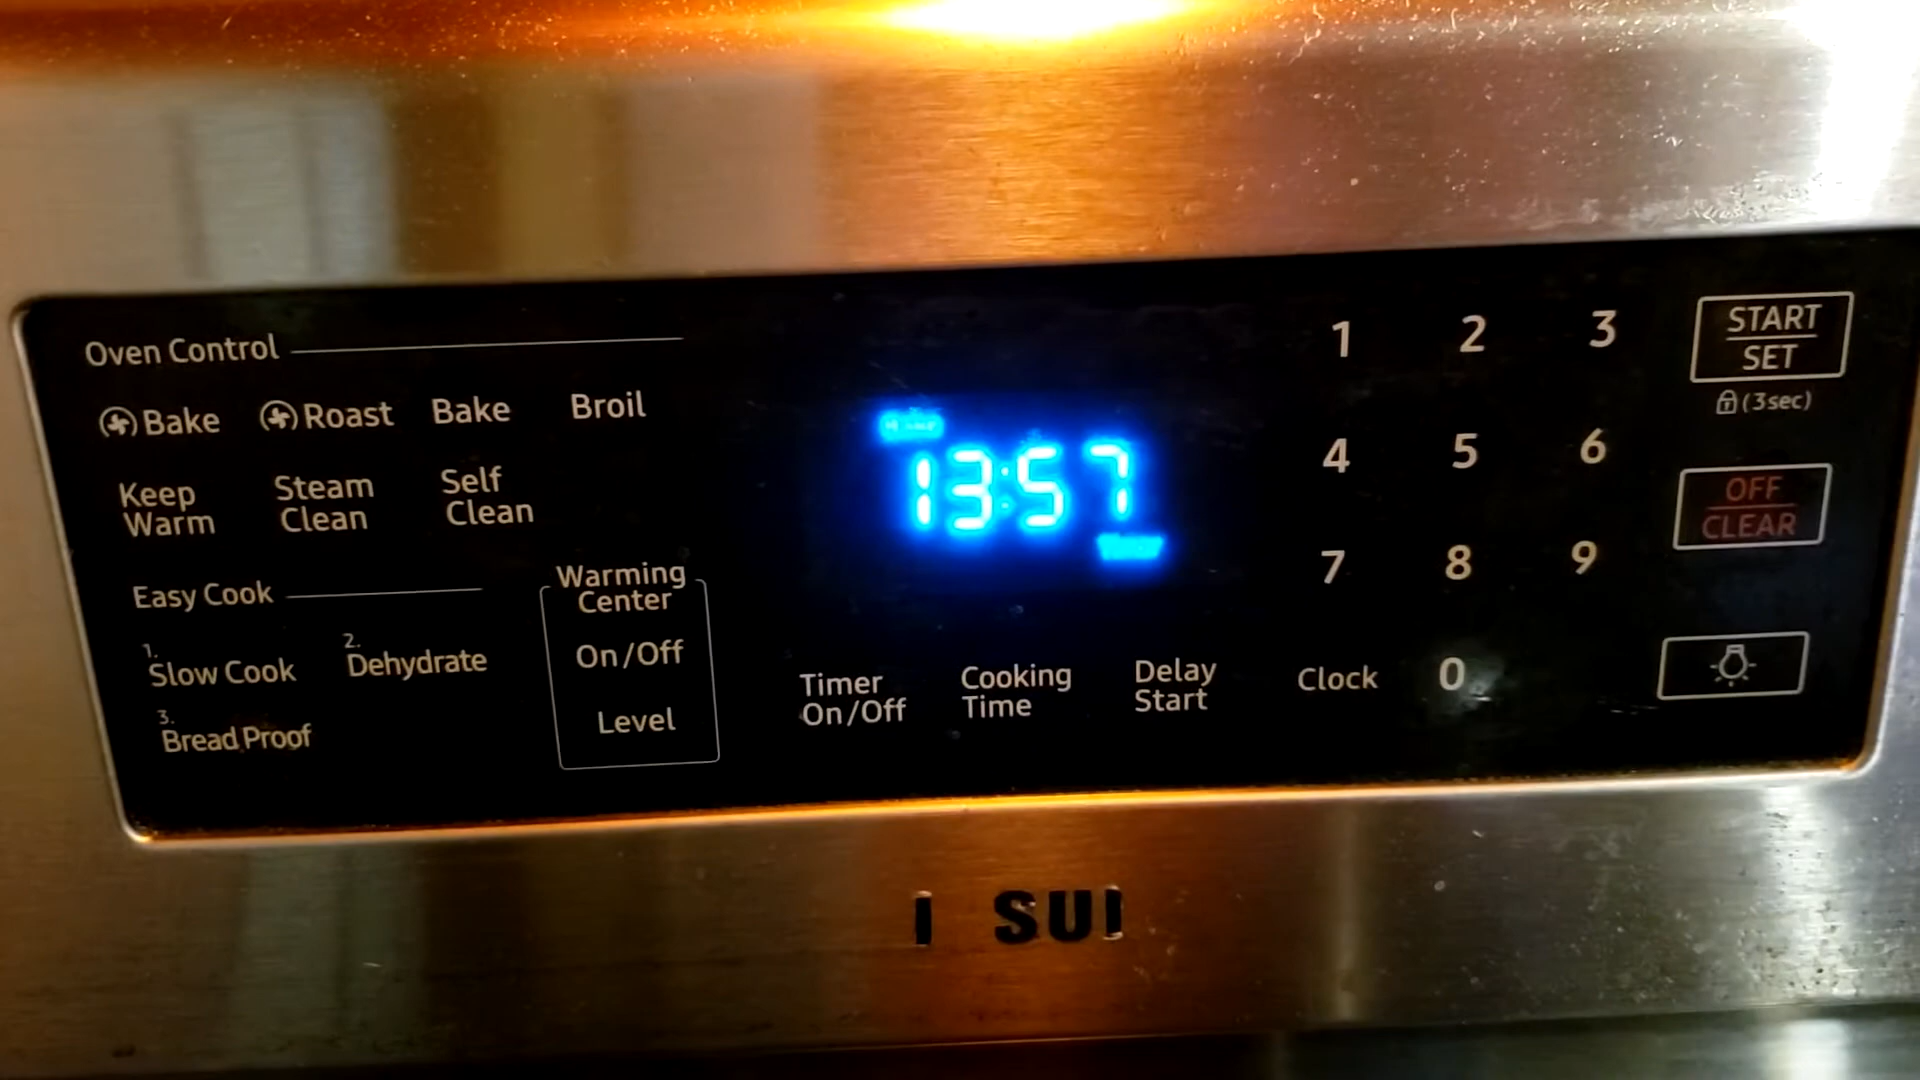 Oven Control
Bake Roast Bake Broil
Keep Warm Steam Clean Self Clean
Easy Cook
1. Slow Cook 2. Dehydrate
3. Bread Proof
Warming Center
On/Off
Level
13:57
Timer On/Off Cooking Time Delay Start Clock 0
1 2 3
4 5 6
7 8 9
START
SET
(3sec)
OFF
CLEAR
SU